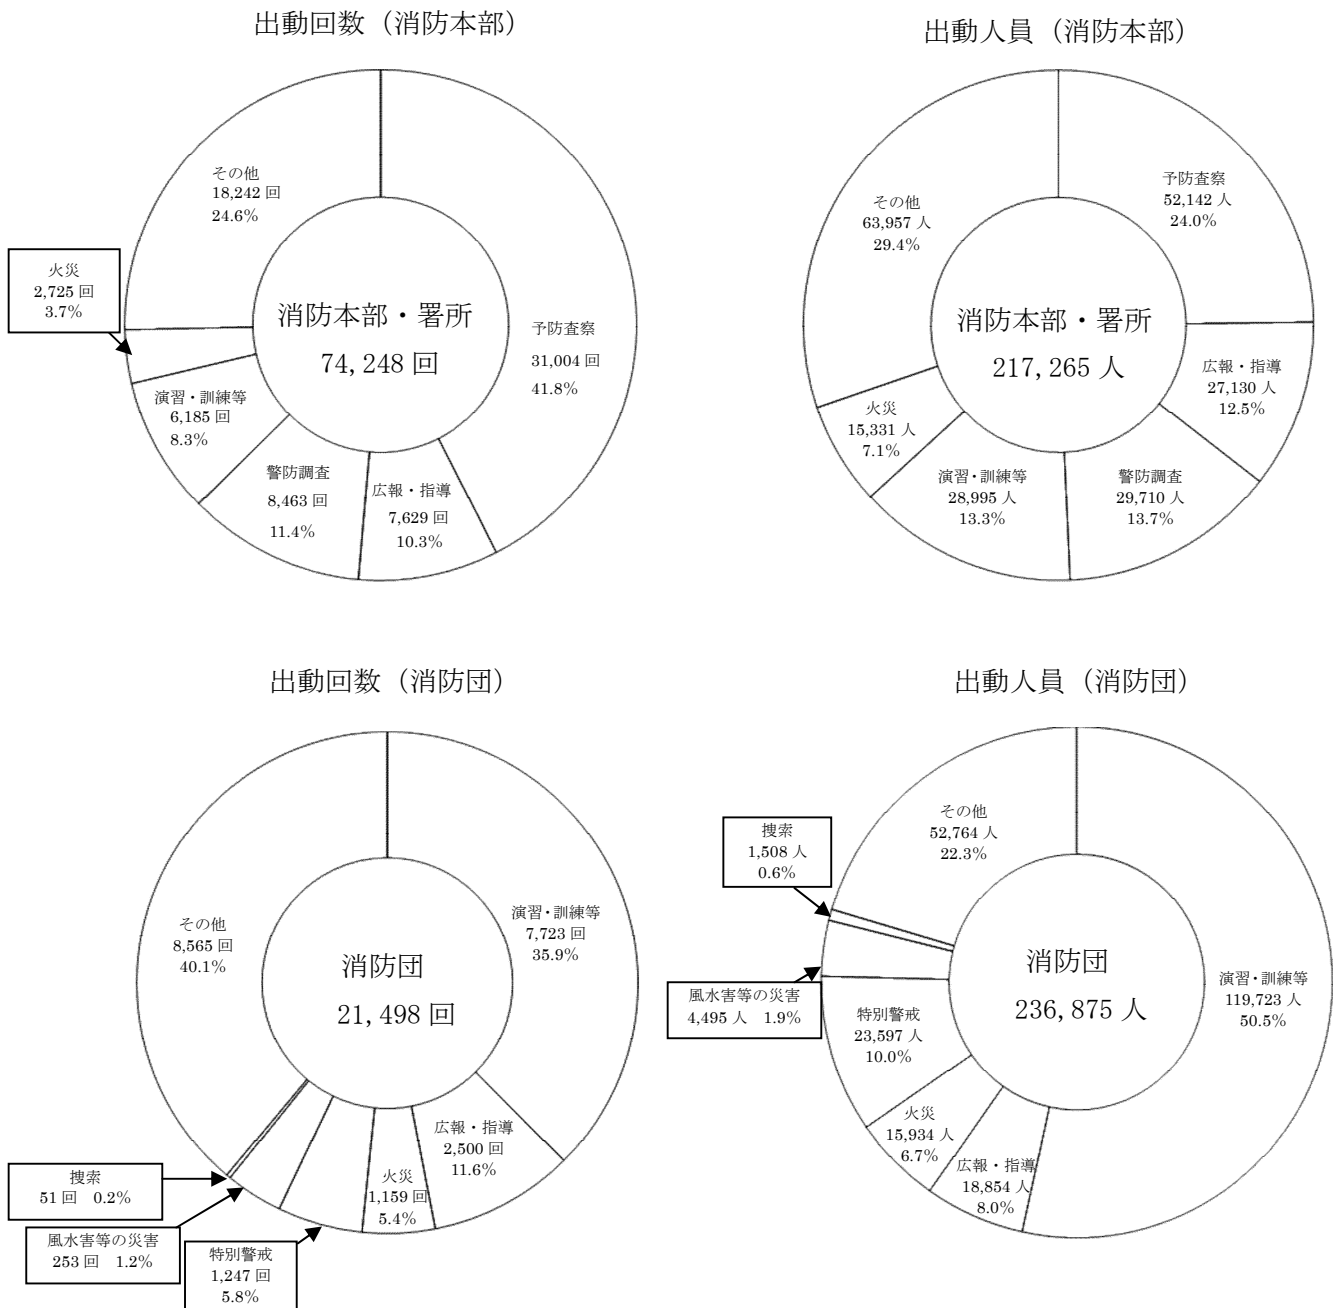 出動回数（消防本部）
その他
18,242 回
24.6%
火災
2,725 回
3.7%
演習・訓練等
6,185 回
8.3%
警防調査
8,463 回
11.4%
広報・指導
7,629 回
10.3%
予防査察
31,004 回
41.8%
消防本部・署所
74,248 回
出動人員（消防本部）
その他
63,957 人
29.4%
予防査察
52,142 人
24.0%
広報・指導
27,130 人
12.5%
警防調査
29,710 人
13.7%
演習・訓練等
28,995 人
13.3%
火災
15,331 人
7.1%
消防本部・署所
217,265 人
出動回数（消防団）
その他
8,565 回
40.1%
演習・訓練等
7,723 回
35.9%
広報・指導
2,500 回
11.6%
火災
1,159 回
5.4%
特別警戒
1,247 回
5.8%
風水害等の災害
253 回 1.2%
捜索
51 回 0.2%
消防団
21,498 回
出動人員（消防団）
その他
52,764 人
22.3%
捜索
1,508 人
0.6%
風水害等の災害
4,495 人 1.9%
特別警戒
23,597 人
10.0%
火災
15,934 人
6.7%
広報・指導
18,854 人
8.0%
演習・訓練等
119,723 人
50.5%
消防団
236,875 人